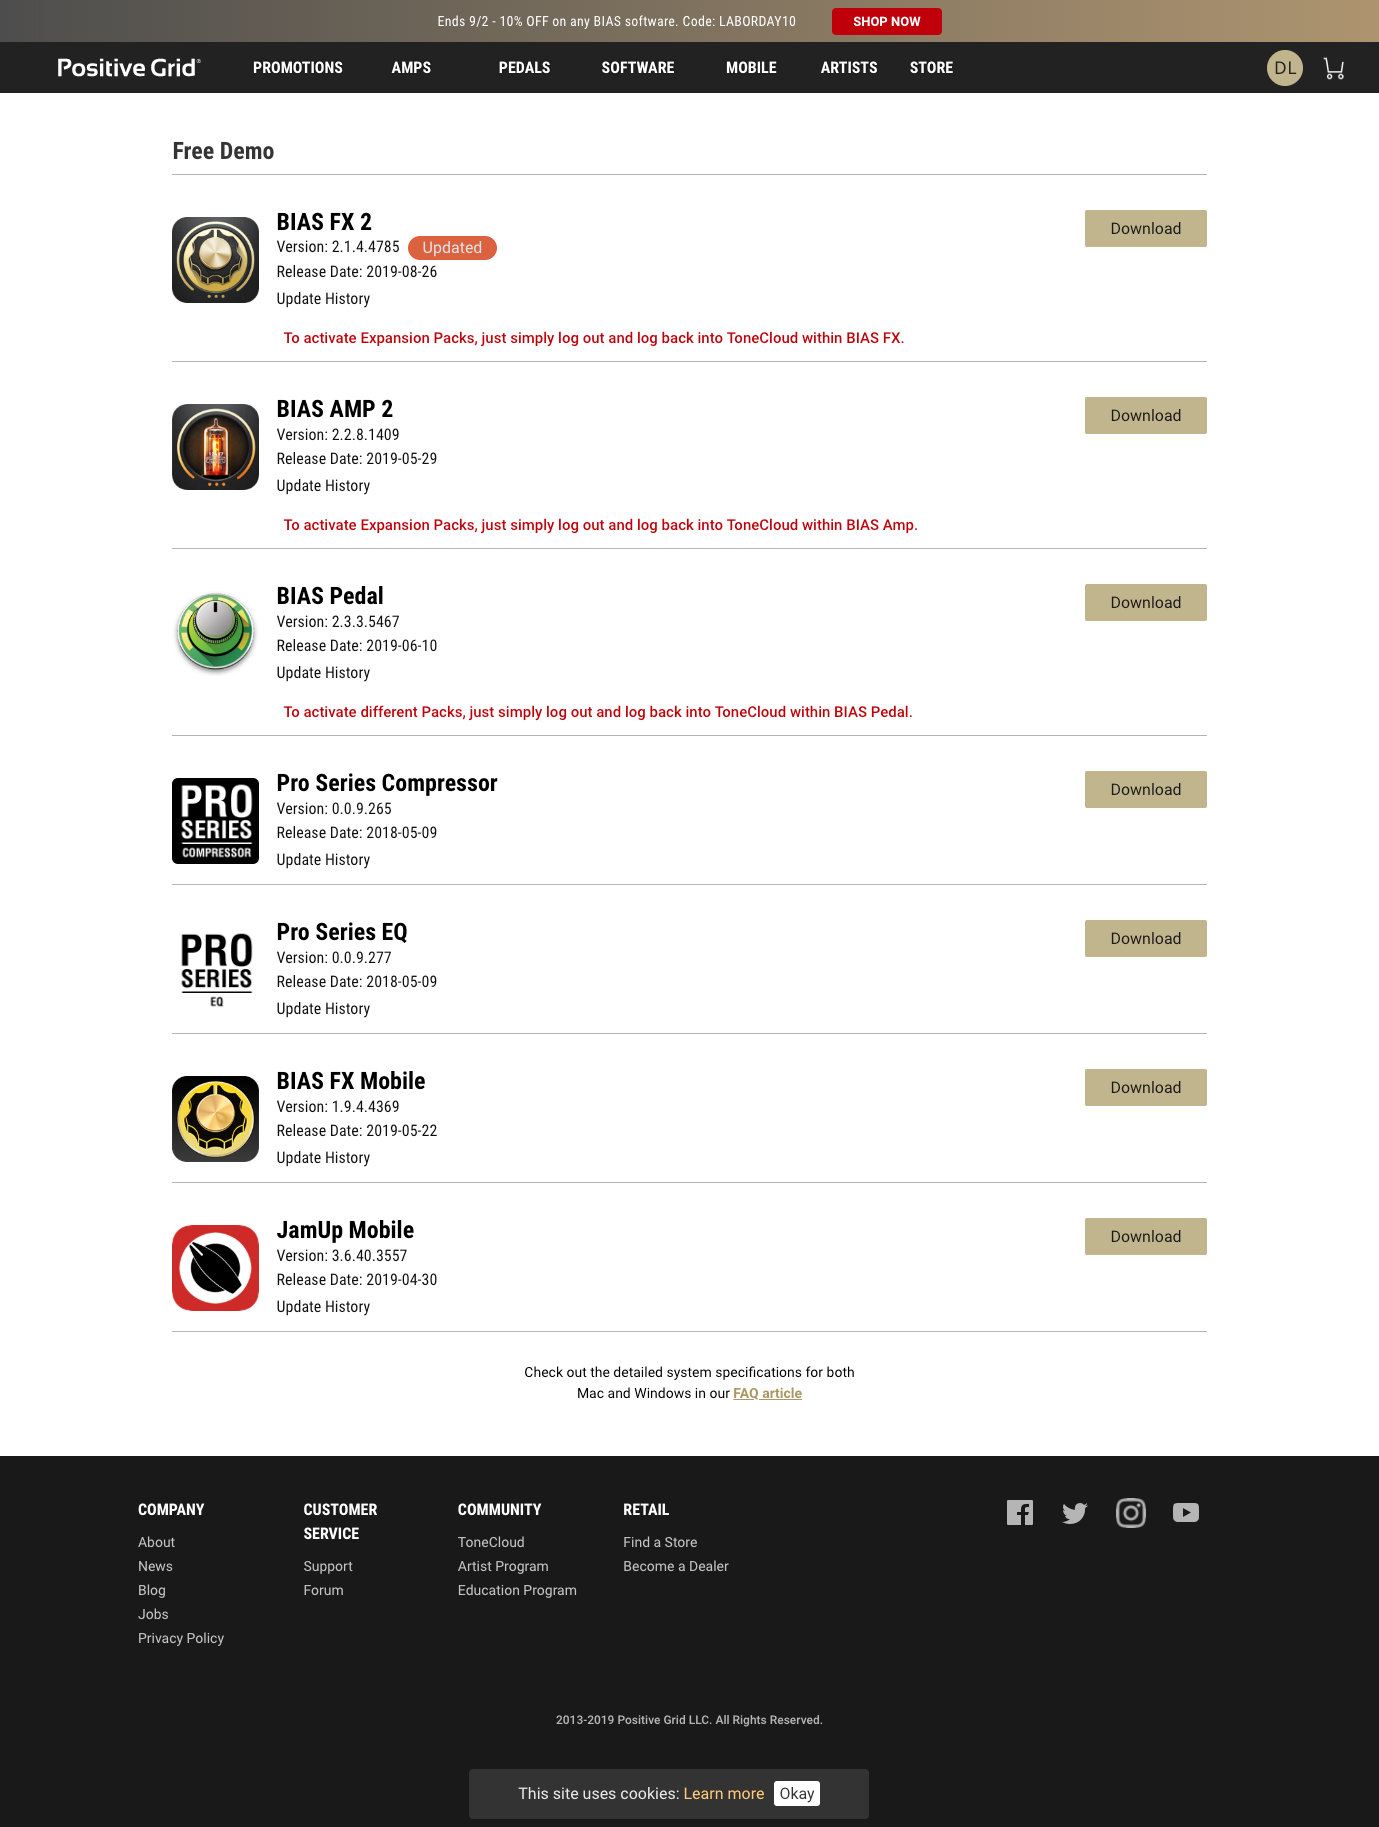 Ends 9/2 - 10% OFF on any BIAS software. Code: LABORDAY10 SHOP NOW
Positive Grid® PROMOTIONS AMPS PEDALS SOFTWARE MOBILE ARTISTS STORE DL
Free Demo
BIAS FX 2
Download
Version: 2.1.4.4785 Updated
Release Date: 2019-08-26
Update History
To activate Expansion Packs, just simply log out and log back into ToneCloud within BIAS FX.
BIAS AMP 2
Download
Version: 2.2.8.1409
Release Date: 2019-05-29
Update History
To activate Expansion Packs, just simply log out and log back into ToneCloud within BIAS Amp.
BIAS Pedal
Download
Version: 2.3.3.5467
Release Date: 2019-06-10
Update History
To activate different Packs, just simply log out and log back into ToneCloud within BIAS Pedal.
PRO
SERIES
COMPRESSOR
Pro Series Compressor
Download
Version: 0.0.9.265
Release Date: 2018-05-09
Update History
PRO
SERIES
EQ
Pro Series EQ
Download
Version: 0.0.9.277
Release Date: 2018-05-09
Update History
BIAS FX Mobile
Download
Version: 1.9.4.4369
Release Date: 2019-05-22
Update History
JamUp Mobile
Download
Version: 3.6.40.3557
Release Date: 2019-04-30
Update History
Check out the detailed system specifications for both
Mac and Windows in our FAQ article
COMPANY
About
News
Blog
Jobs
Privacy Policy
CUSTOMER
SERVICE
Support
Forum
COMMUNITY
ToneCloud
Artist Program
Education Program
RETAIL
Find a Store
Become a Dealer
2013-2019 Positive Grid LLC. All Rights Reserved.
This site uses cookies: Learn more Okay